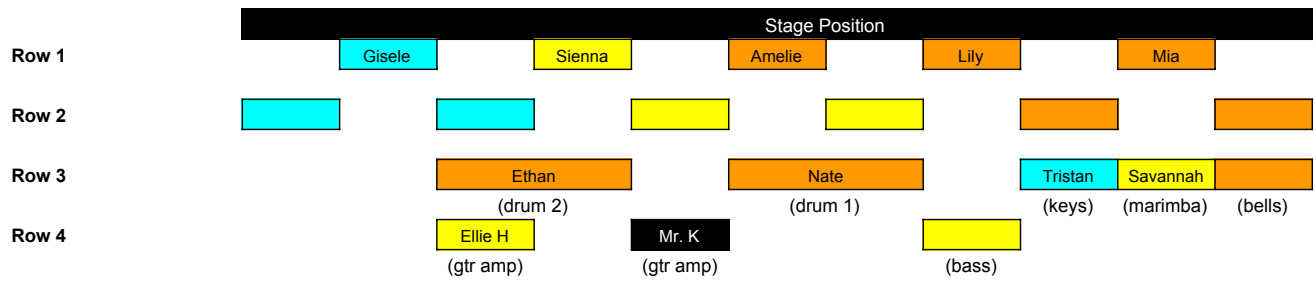 Stage Position
Row 1 Gisele Sienna Amelie Lily Mia
Row 2
Row 3 Ethan Nate Tristan Savannah
(drum 2) (drum 1) (keys) (marimba) (bells)
Row 4 Ellie H Mr. K
(gtr amp) (gtr amp) (bass)